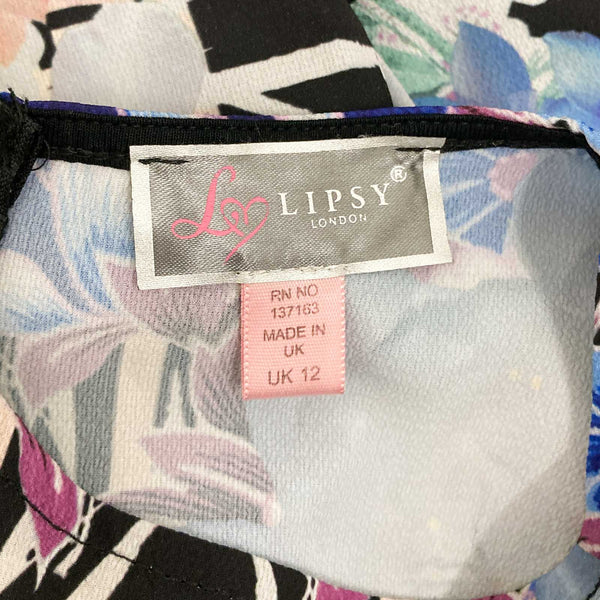 LIPSY®
LONDON
RN NO
137163
MADE IN
UK
UK 12